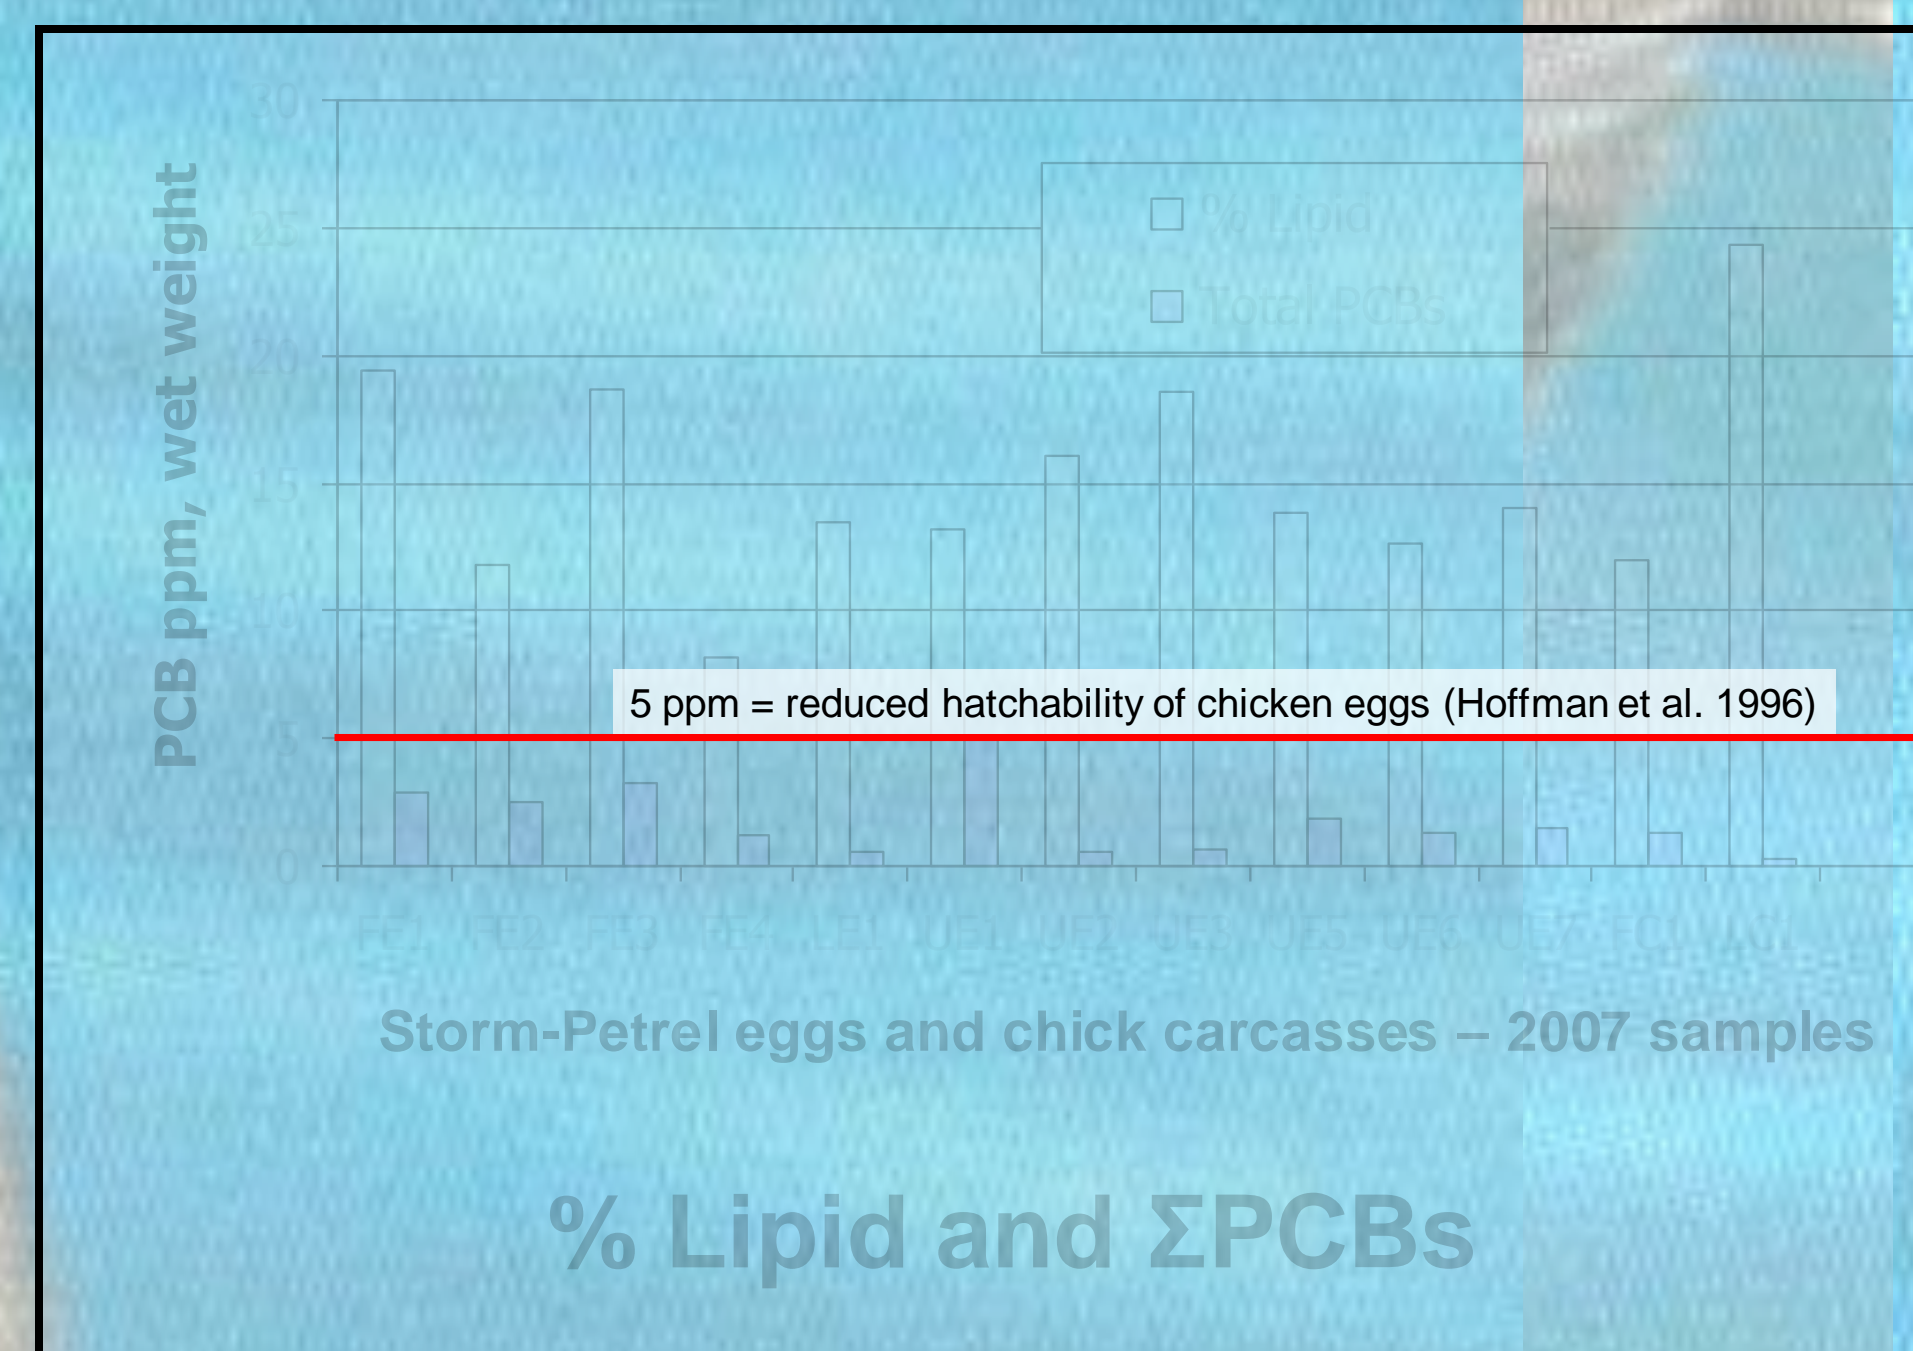 30
25
20
15
10
5
0
PCB ppm, wet weight
% Lipid
Total PCBs
5 ppm = reduced hatchability of chicken eggs (Hoffman et al. 1996)
FE1 FE2 FE3 FE4 LE1 UE1 UE2 UE3 UE5 UE6 UE7 FC1 LC1
Storm-Petrel eggs and chick carcasses – 2007 samples
% Lipid and ΣPCBs